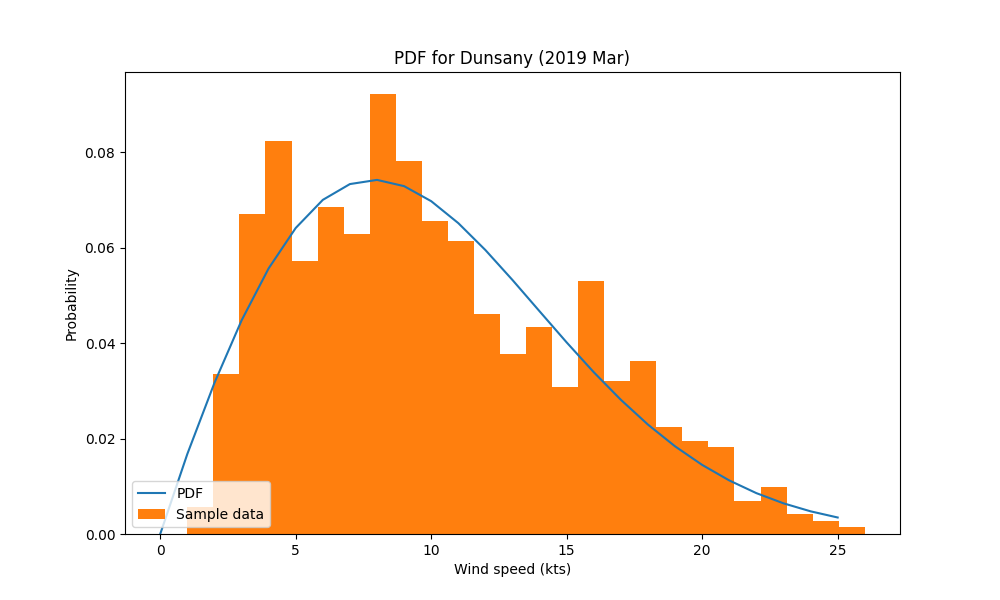 PDF for Dunsany (2019 Mar)
Probability
0.08
0.06
0.04
0.02
0.00
PDF
Sample data
0 5 10 15 20 25
Wind speed (kts)